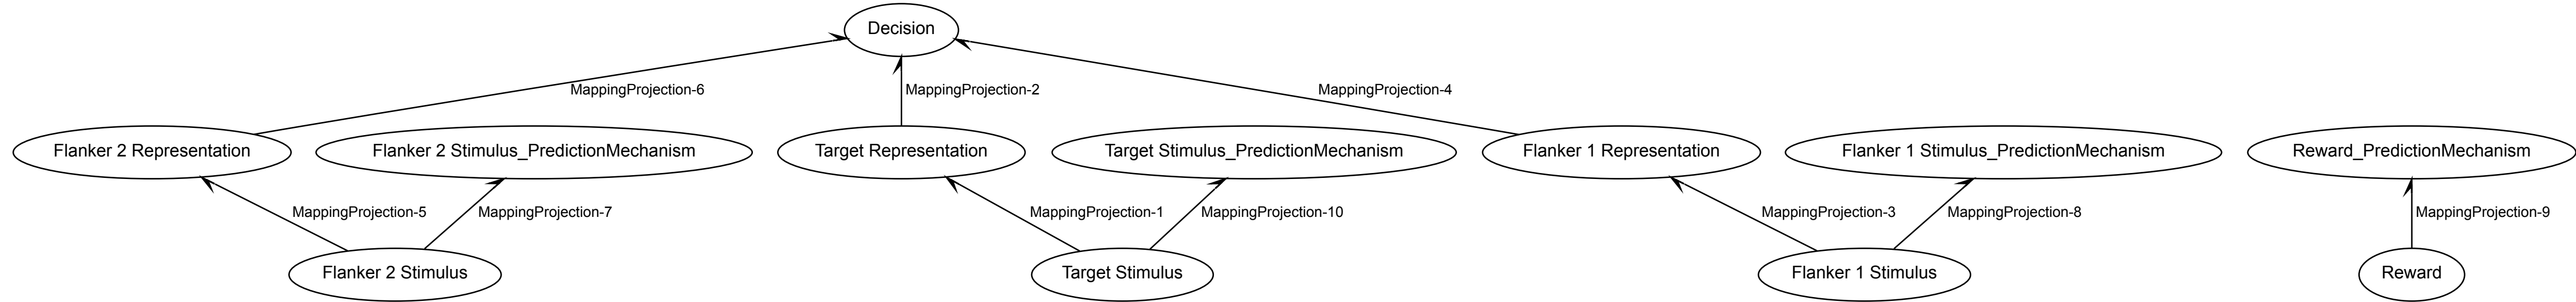 Decision
MappingProjection-6
MappingProjection-2
MappingProjection-4
Flanker 2 Representation
Flanker 2 Stimulus_PredictionMechanism
Target Representation
Target Stimulus_PredictionMechanism
Flanker 1 Representation
Flanker 1 Stimulus_PredictionMechanism
Reward_PredictionMechanism
MappingProjection-5
MappingProjection-7
MappingProjection-1
MappingProjection-10
MappingProjection-3
MappingProjection-8
MappingProjection-9
Flanker 2 Stimulus
Target Stimulus
Flanker 1 Stimulus
Reward